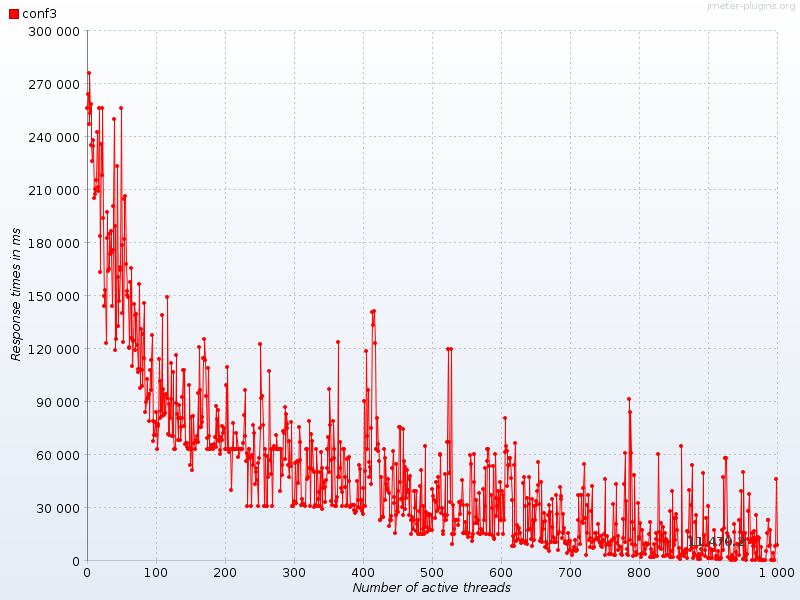 jmeter-plugins.org
conf3
300 000
270 000
240 000
210 000
180 000
150 000
120 000
90 000
60 000
30 000
0
Response times in ms
0 100 200 300 400 500 600 700 800 900 1 000
Number of active threads